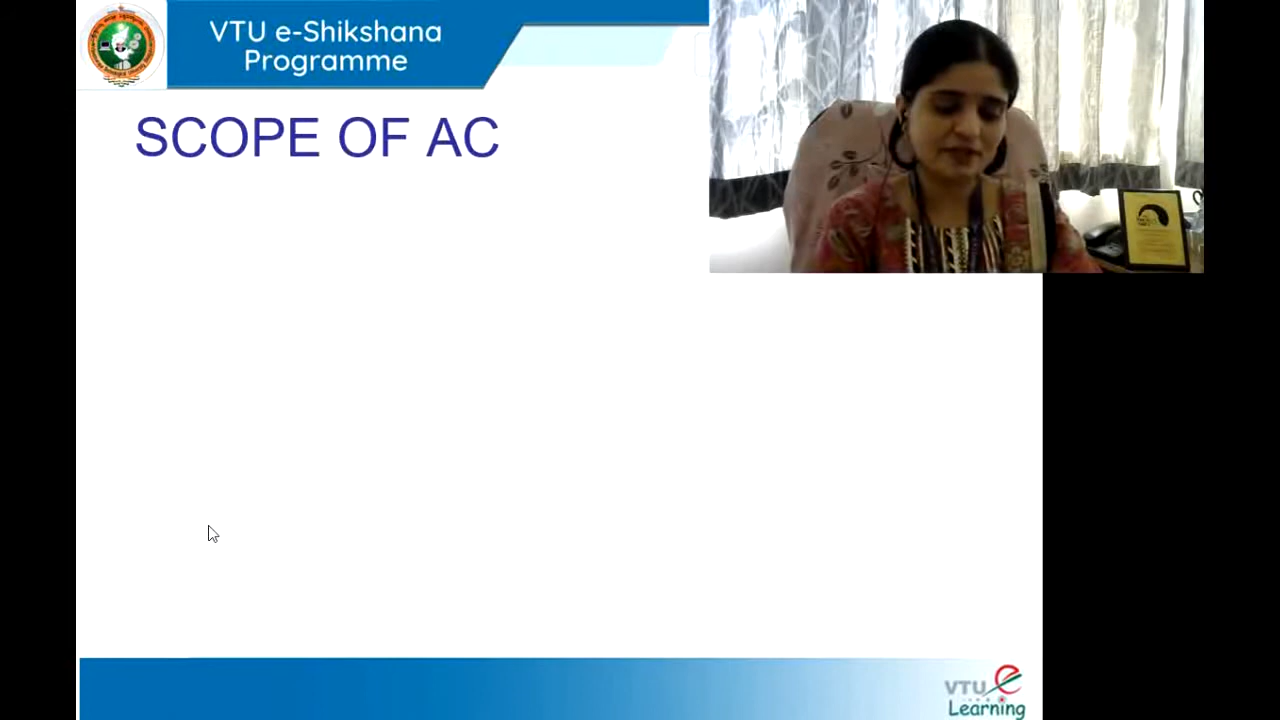 VTU e-Shikshana
Programme
SCOPE OF AC
VTU e
Learning